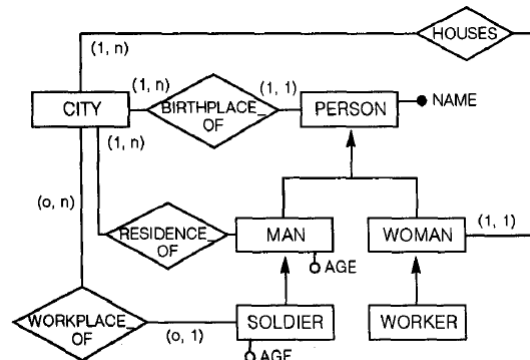 HOUSES
(1, n)
(1, n)
(1, 1)
CITY
BIRTHPLACE_
OF
PERSON
NAME
(1, n)
(o, n)
RESIDENCE_
OF
MAN
WOMAN
(1, 1)
AGE
WORKPLACE_
OF
(o, 1)
SOLDIER
WORKER
AGE